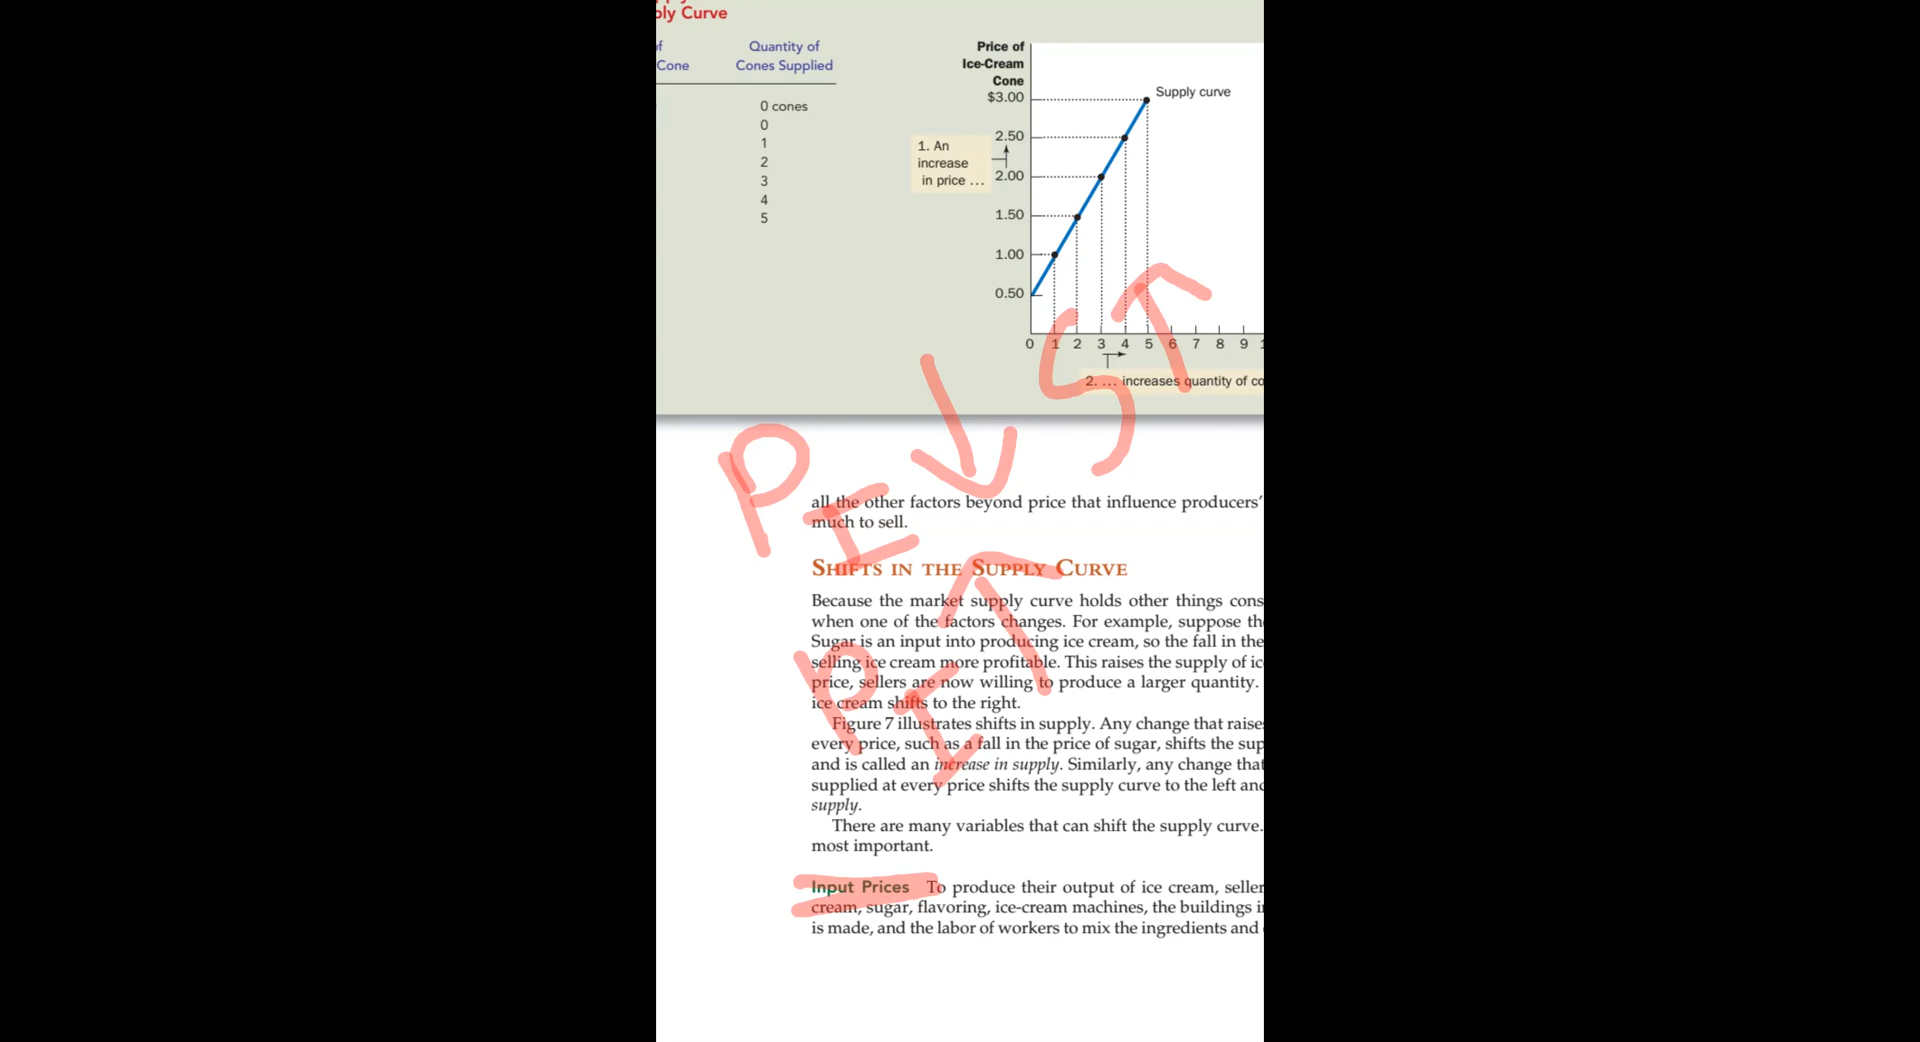 ply Curve
of
Cone
Quantity of
Cones Supplied
0 cones
0
1
2
3
4
5
Price of
Ice-Cream
Cone
$3.00
2.50
2.00
1.50
1.00
0.50
Supply curve
1. An
increase
in price ...
0 1 2 3 4 5 6 7 8 9
2. ... increases quantity of co
PI ↓ S ↑
all the other factors beyond price that influence producers'
much to sell.
SHIFTS IN THE SUPPLY CURVE
Because the market supply curve holds other things cons
when one of the factors changes. For example, suppose th
Sugar is an input into producing ice cream, so the fall in the
selling ice cream more profitable. This raises the supply of ic
price, sellers are now willing to produce a larger quantity.
ice cream shifts to the right.
PI ↑
Figure 7 illustrates shifts in supply. Any change that raise
every price, such as a fall in the price of sugar, shifts the sup
and is called an increase in supply. Similarly, any change that
supplied at every price shifts the supply curve to the left and
supply.
There are many variables that can shift the supply curve.
most important.
Input Prices To produce their output of ice cream, seller
cream, sugar, flavoring, ice-cream machines, the buildings i
is made, and the labor of workers to mix the ingredients and